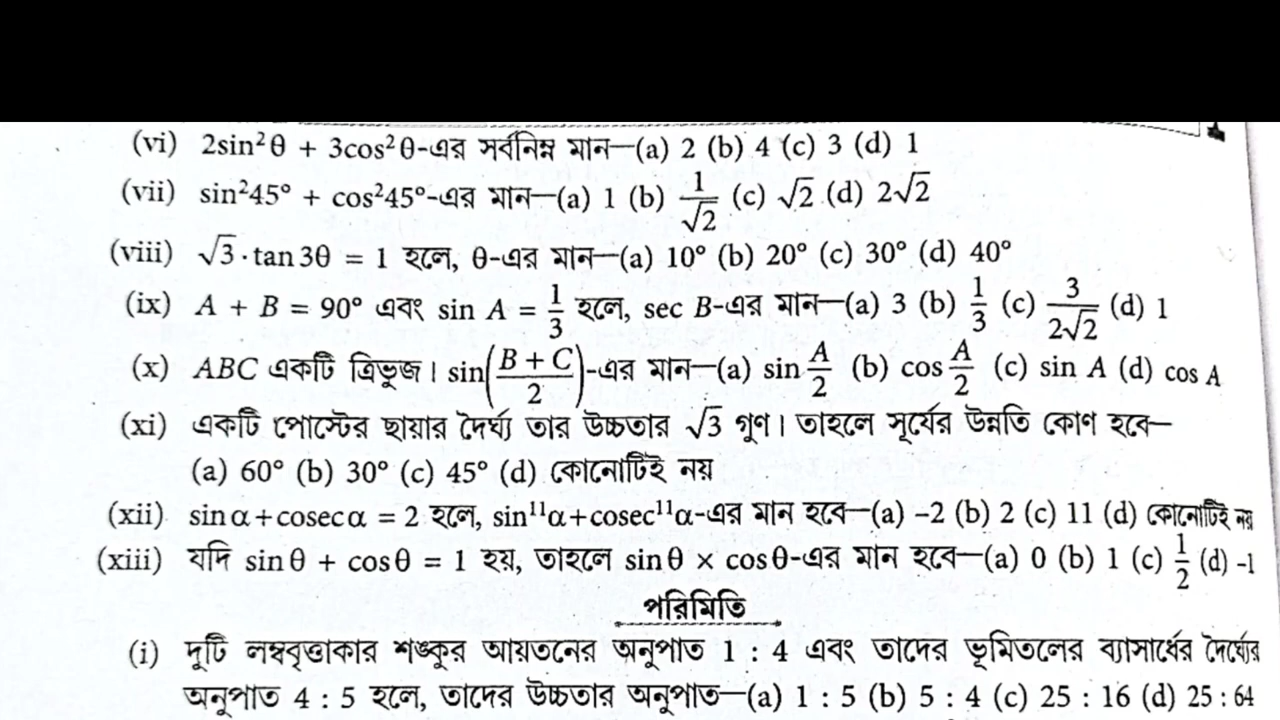 (vi) 2sin²θ + 3cos²θ-এর সর্বনিম্ন মান—(a) 2 (b) 4 (c) 3 (d) 1
(vii) sin²45° + cos²45°-এর মান—(a) 1 (b) 1/√2 (c) √2 (d) 2√2
(viii) √3·tan 3θ = 1 হলে, θ-এর মান—(a) 10° (b) 20° (c) 30° (d) 40°
(ix) A + B = 90° এবং sin A = 1/3 হলে, sec B-এর মান—(a) 3 (b) 1/3 (c) 3/2√2 (d) 1
(x) ABC একটি ত্রিভুজ। sin((B + C)/2)-এর মান—(a) sin A/2 (b) cos A/2 (c) sin A (d) cos A
(xi) একটি পোস্টের ছায়ার দৈর্ঘ্য তার উচ্চতার √3 গুণ। তাহলে সূর্যের উন্নতি কোণ হবে—
(a) 60° (b) 30° (c) 45° (d) কোনোটিই নয়
(xii) sin α+cosec α = 2 হলে, sin¹¹α+cosec¹¹α-এর মান হবে—(a) –2 (b) 2 (c) 11 (d) কোনোটিই নয়
(xiii) যদি sin θ + cos θ = 1 হয়, তাহলে sin θ × cos θ-এর মান হবে—(a) 0 (b) 1 (c) 1/2 (d) –1
পরিমিতি
(i) দুটি লম্ববৃত্তাকার শঙ্কুর আয়তনের অনুপাত 1 : 4 এবং তাদের ভূমিতলের ব্যাসার্ধের দৈর্ঘ্যের
অনুপাত 4 : 5 হলে, তাদের উচ্চতার অনুপাত—(a) 1 : 5 (b) 5 : 4 (c) 25 : 16 (d) 25 : 64